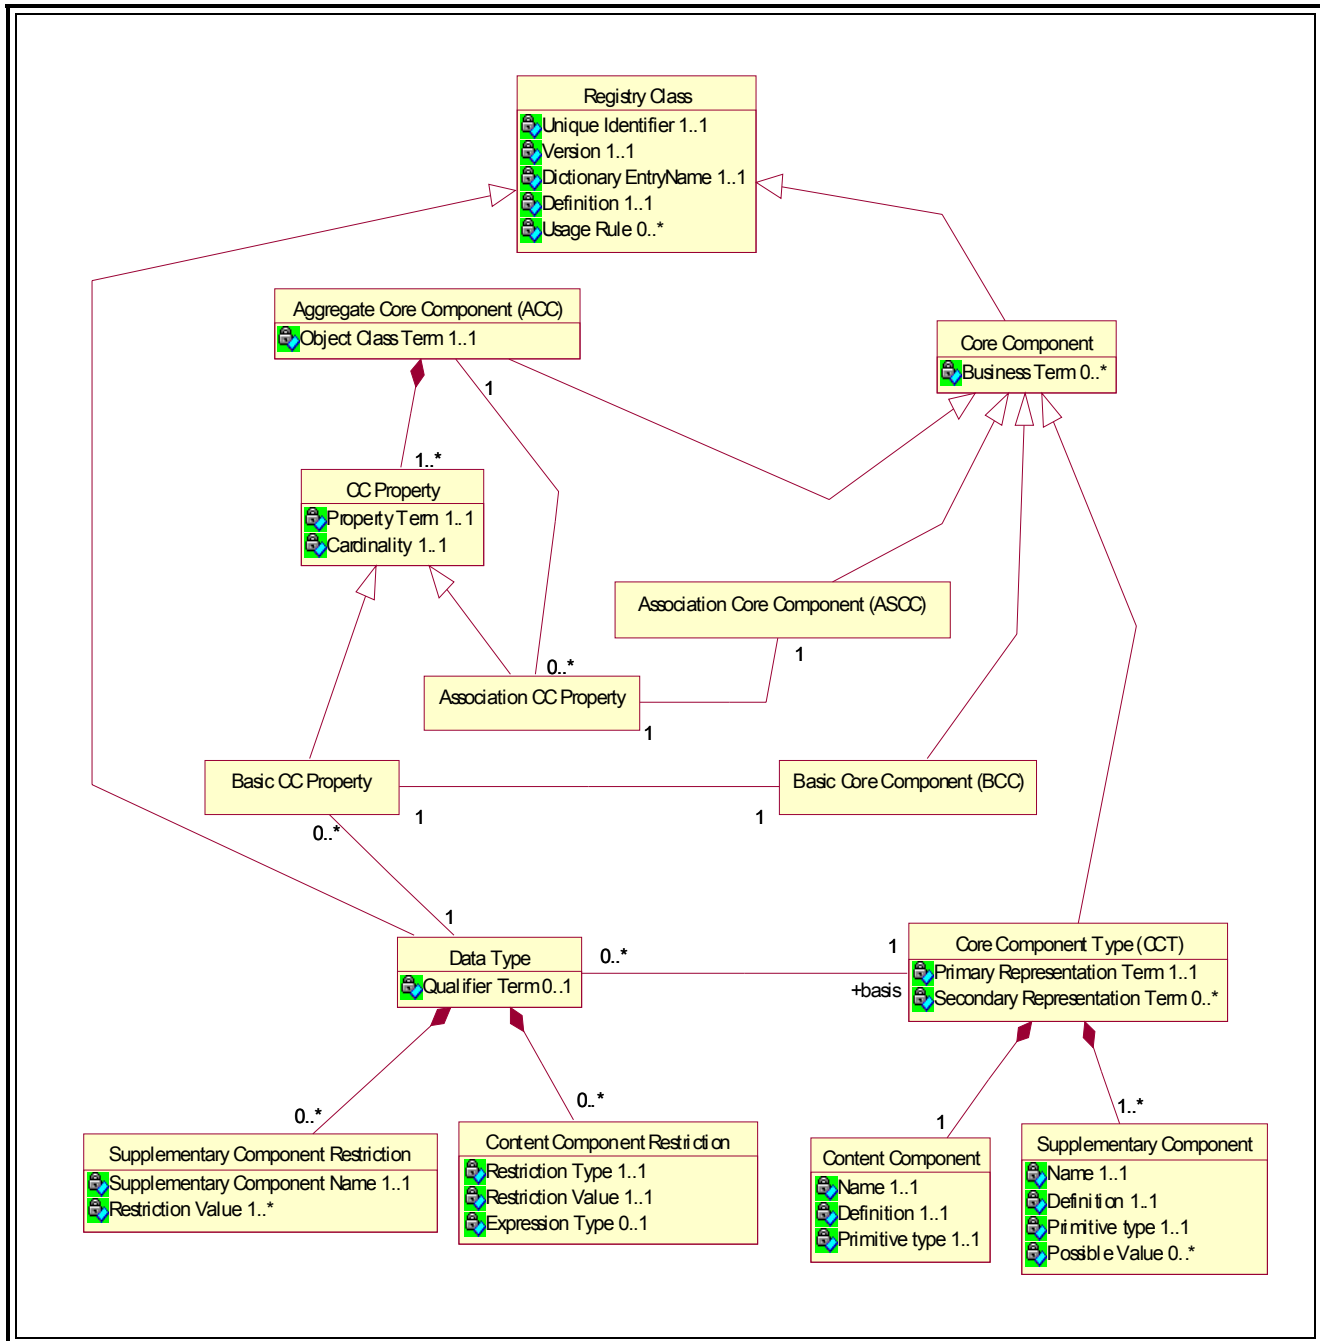 Registry Class
Unique Identifier 1..1
Version 1..1
Dictionary EntryName 1..1
Definition 1..1
Usage Rule 0..*
Aggregate Core Component (ACC)
Object Class Term 1..1
Core Component
Business Term 0..*
1
1..*
CC Property
Property Term 1..1
Cardinality 1..1
Association Core Component (ASCC)
1
0..*
Association CC Property
1
Basic CC Property
Basic Core Component (BCC)
1
1
0..*
1
Data Type
Qualifier Term 0..1
0..*
1
+basis
Core Component Type (CCT)
Primary Representation Term 1..1
Secondary Representation Term 0..*
0..*
0..*
1
1..*
Supplementary Component Restriction
Supplementary Component Name 1..1
Restriction Value 1..*
Content Component Restriction
Restriction Type 1..1
Restriction Value 1..1
Expression Type 0..1
Content Component
Name 1..1
Definition 1..1
Primitive type 1..1
Supplementary Component
Name 1..1
Definition 1..1
Primitive type 1..1
Possible Value 0..*